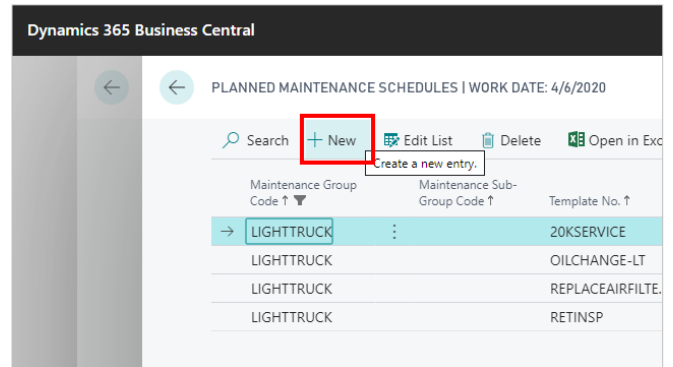 Dynamics 365 Business Central
PLANNED MAINTENANCE SCHEDULES | WORK DATE: 4/6/2020
Search + New Edit List Delete Open in Exc
Create a new entry.
Maintenance Group Maintenance Sub-
Code ↑ Group Code ↑ Template No. ↑
→ LIGHTTRUCK 20KSERVICE
LIGHTTRUCK OILCHANGE-LT
LIGHTTRUCK REPLACEAIRFILTE.
LIGHTTRUCK RETINSP